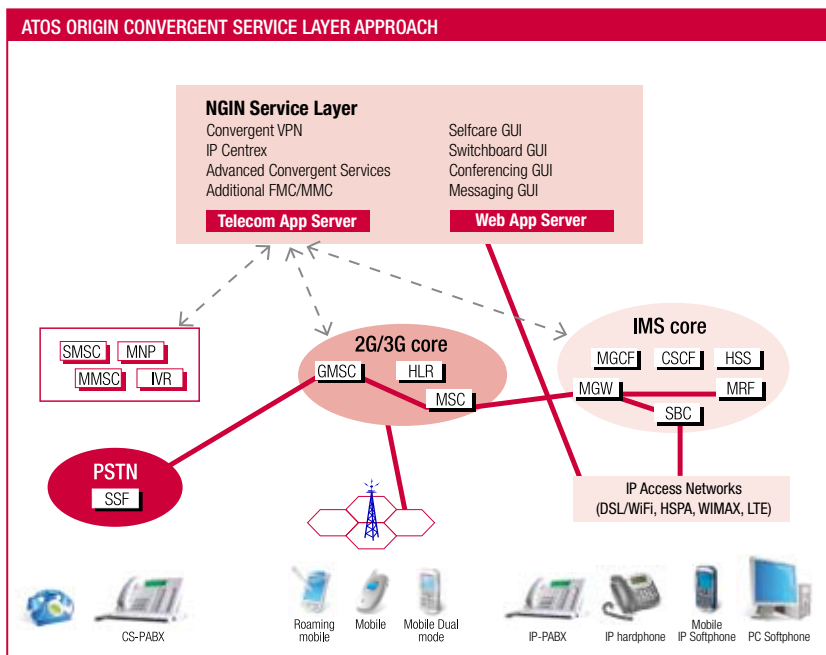 ATOS ORIGIN CONVERGENT SERVICE LAYER APPROACH
NGIN Service Layer
Convergent VPN
IP Centrex
Advanced Convergent Services
Additional FMC/MMC
Telecom App Server
Selfcare GUI
Switchboard GUI
Conferencing GUI
Messaging GUI
Web App Server
SMSC
MNP
MMSC
IVR
2G/3G core
GMSC
HLR
MSC
IMS core
MGCF
CSCF
HSS
MGW
MRF
SBC
PSTN
SSF
IP Access Networks
(DSL/WiFi, HSPA, WIMAX, LTE)
CS-PABX
Roaming
mobile
Mobile
Mobile Dual
mode
IP-PABX
IP hardphone
Mobile
IP Softphone
PC Softphone